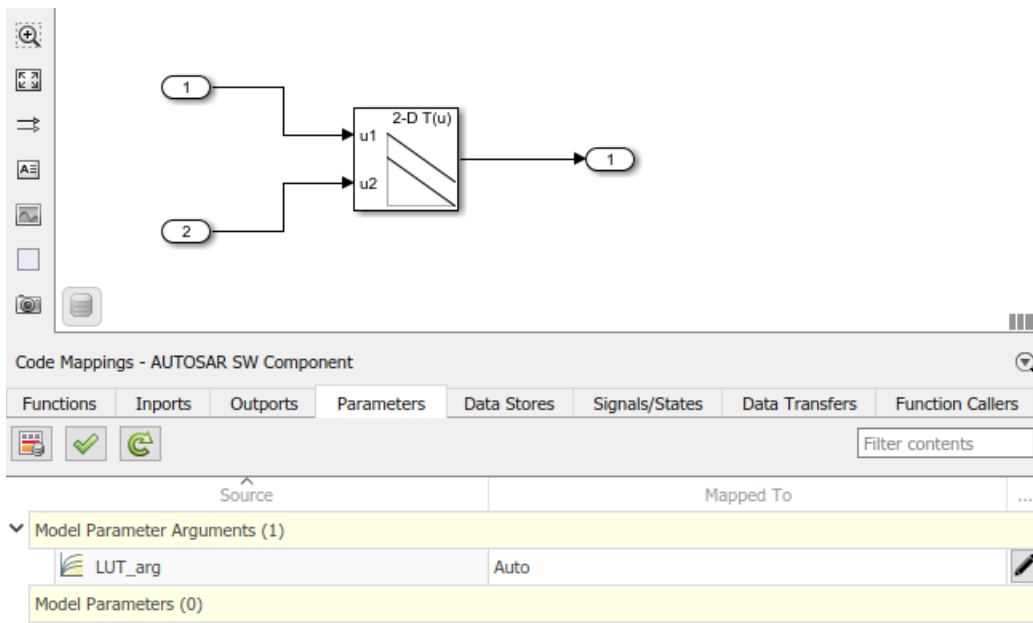 1
2-D T(u)
u1
u2
1
2
A
Code Mappings - AUTOSAR SW Component
Functions Inports Outports Parameters Data Stores Signals/States Data Transfers Function Callers
Filter contents
Source Mapped To ...
Model Parameter Arguments (1)
LUT_arg Auto
Model Parameters (0)